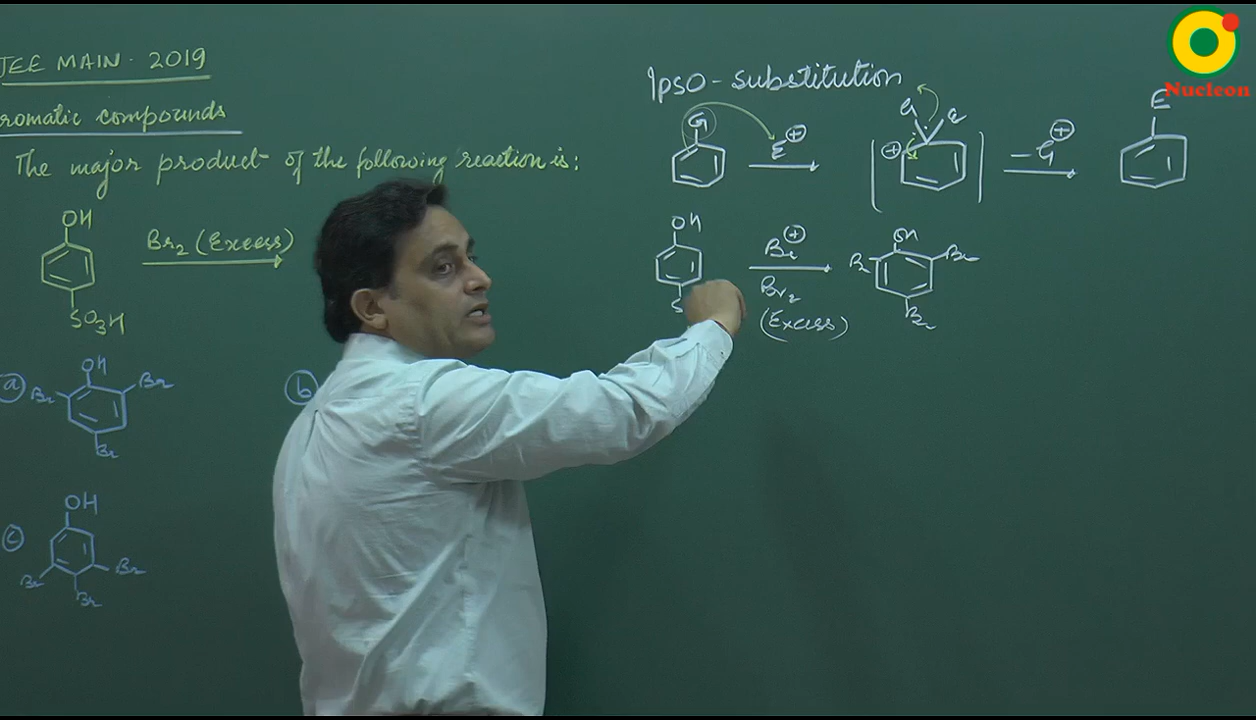 JEE MAIN. 2019
romatic compounds
The major product of the following reaction is:
OH
Br2 (Excess)
SO3H
(a)
OH
Br
Br
Br
(b)
(c)
OH
Br
Br
Br
Ipso-substitution
G
E+
G
E
+
-G+
E
OH
Br+
Br2
(Excess)
S
OH
Br
Br
Br
Nucleon